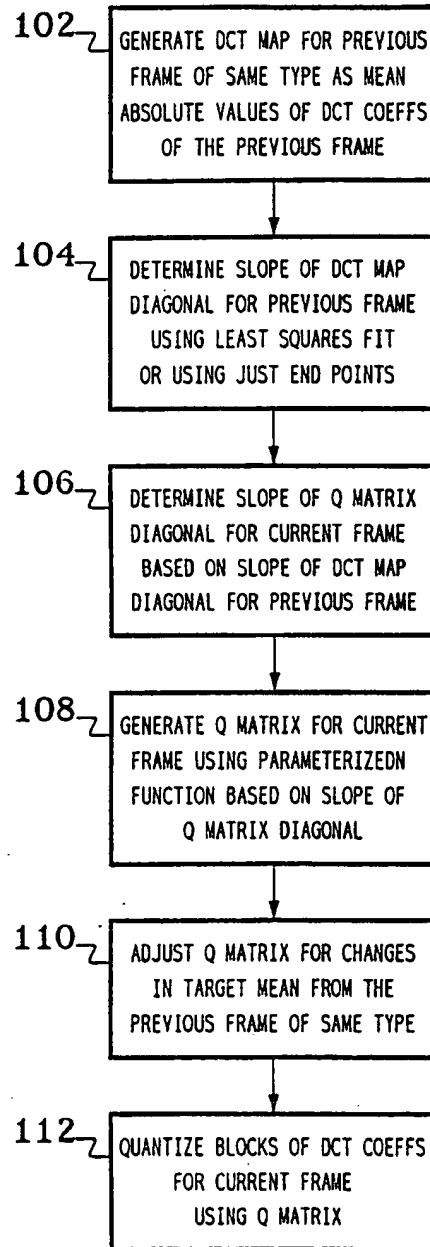 102
GENERATE DCT MAP FOR PREVIOUS
FRAME OF SAME TYPE AS MEAN
ABSOLUTE VALUES OF DCT COEFFS
OF THE PREVIOUS FRAME
104
DETERMINE SLOPE OF DCT MAP
DIAGONAL FOR PREVIOUS FRAME
USING LEAST SQUARES FIT
OR USING JUST END POINTS
106
DETERMINE SLOPE OF Q MATRIX
DIAGONAL FOR CURRENT FRAME
BASED ON SLOPE OF DCT MAP
DIAGONAL FOR PREVIOUS FRAME
108
GENERATE Q MATRIX FOR CURRENT
FRAME USING PARAMETERIZEDN
FUNCTION BASED ON SLOPE OF
Q MATRIX DIAGONAL
110
ADJUST Q MATRIX FOR CHANGES
IN TARGET MEAN FROM THE
PREVIOUS FRAME OF SAME TYPE
112
QUANTIZE BLOCKS OF DCT COEFFS
FOR CURRENT FRAME
USING Q MATRIX